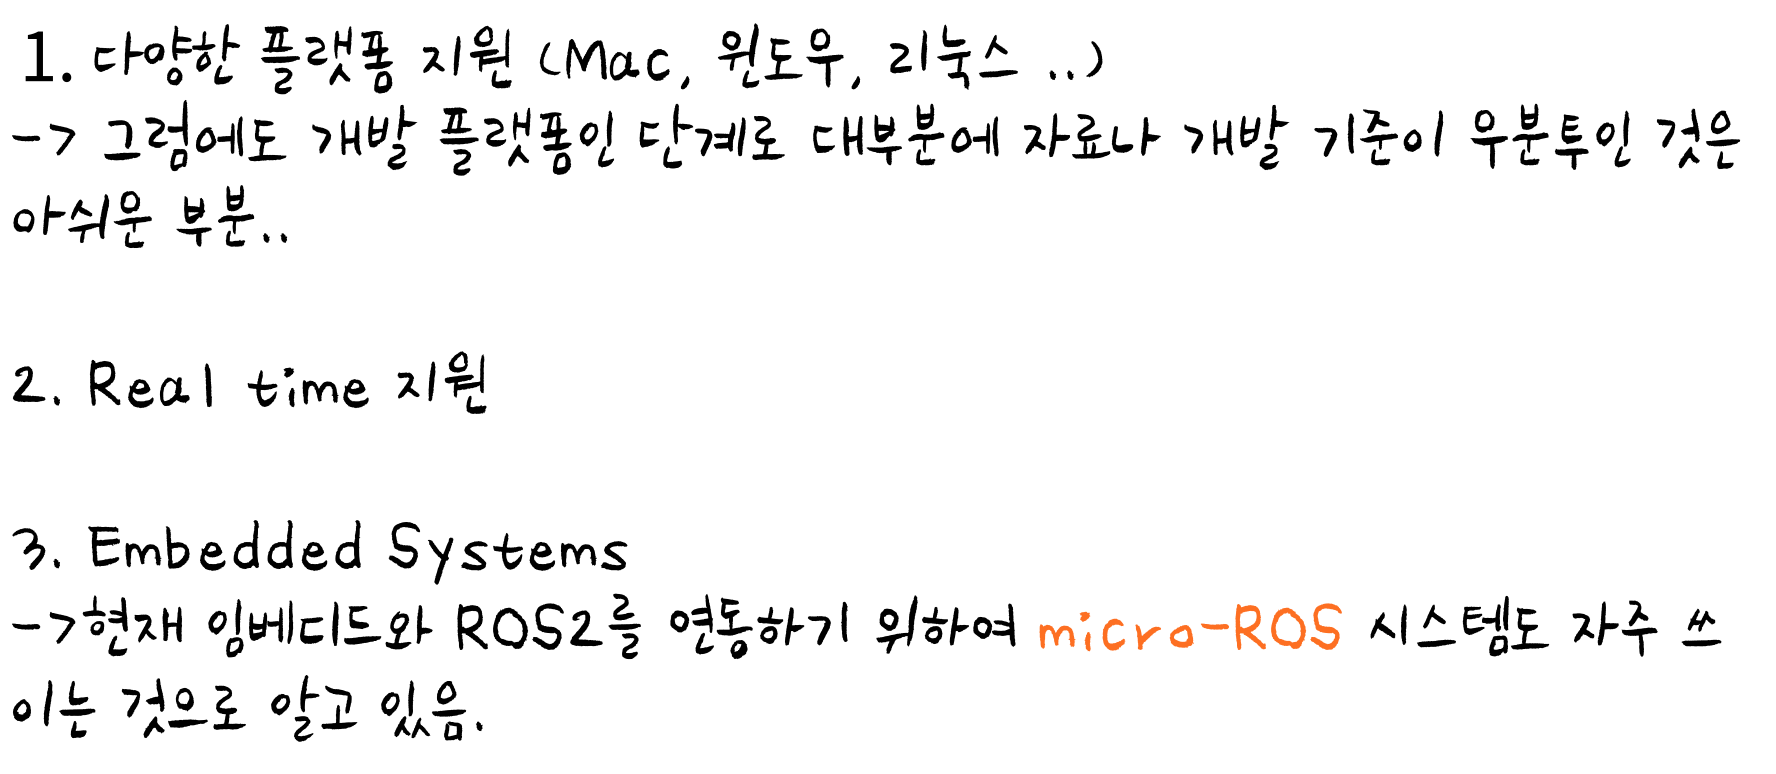 1. 다양한 플랫폼 지원 (Mac, 윈도우, 리눅스 ..)
-> 그럼에도 개발 플랫폼인 단계로 대부분에 자료나 개발 기준이 우분투인 것은
아쉬운 부분..
2. Real time 지원
3. Embedded Systems
->현재 임베디드와 ROS2를 연동하기 위하여 micro-ROS 시스템도 자주 쓰
이는 것으로 알고 있음.